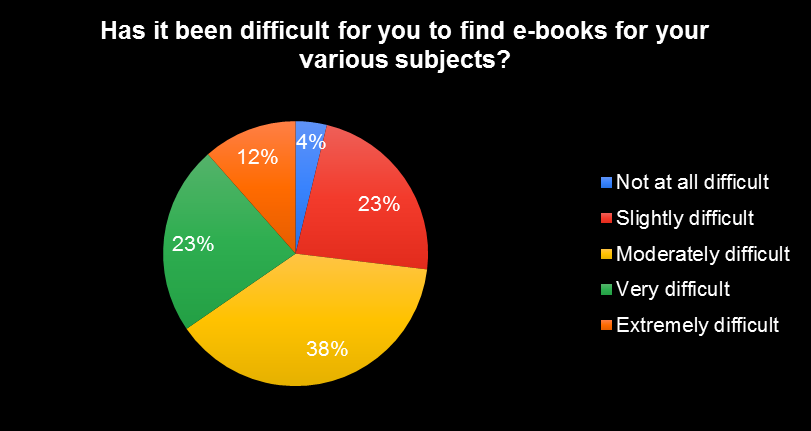 Has it been difficult for you to find e-books for your
various subjects?
4%
23%
38%
23%
12%
Not at all difficult
Slightly difficult
Moderately difficult
Very difficult
Extremely difficult